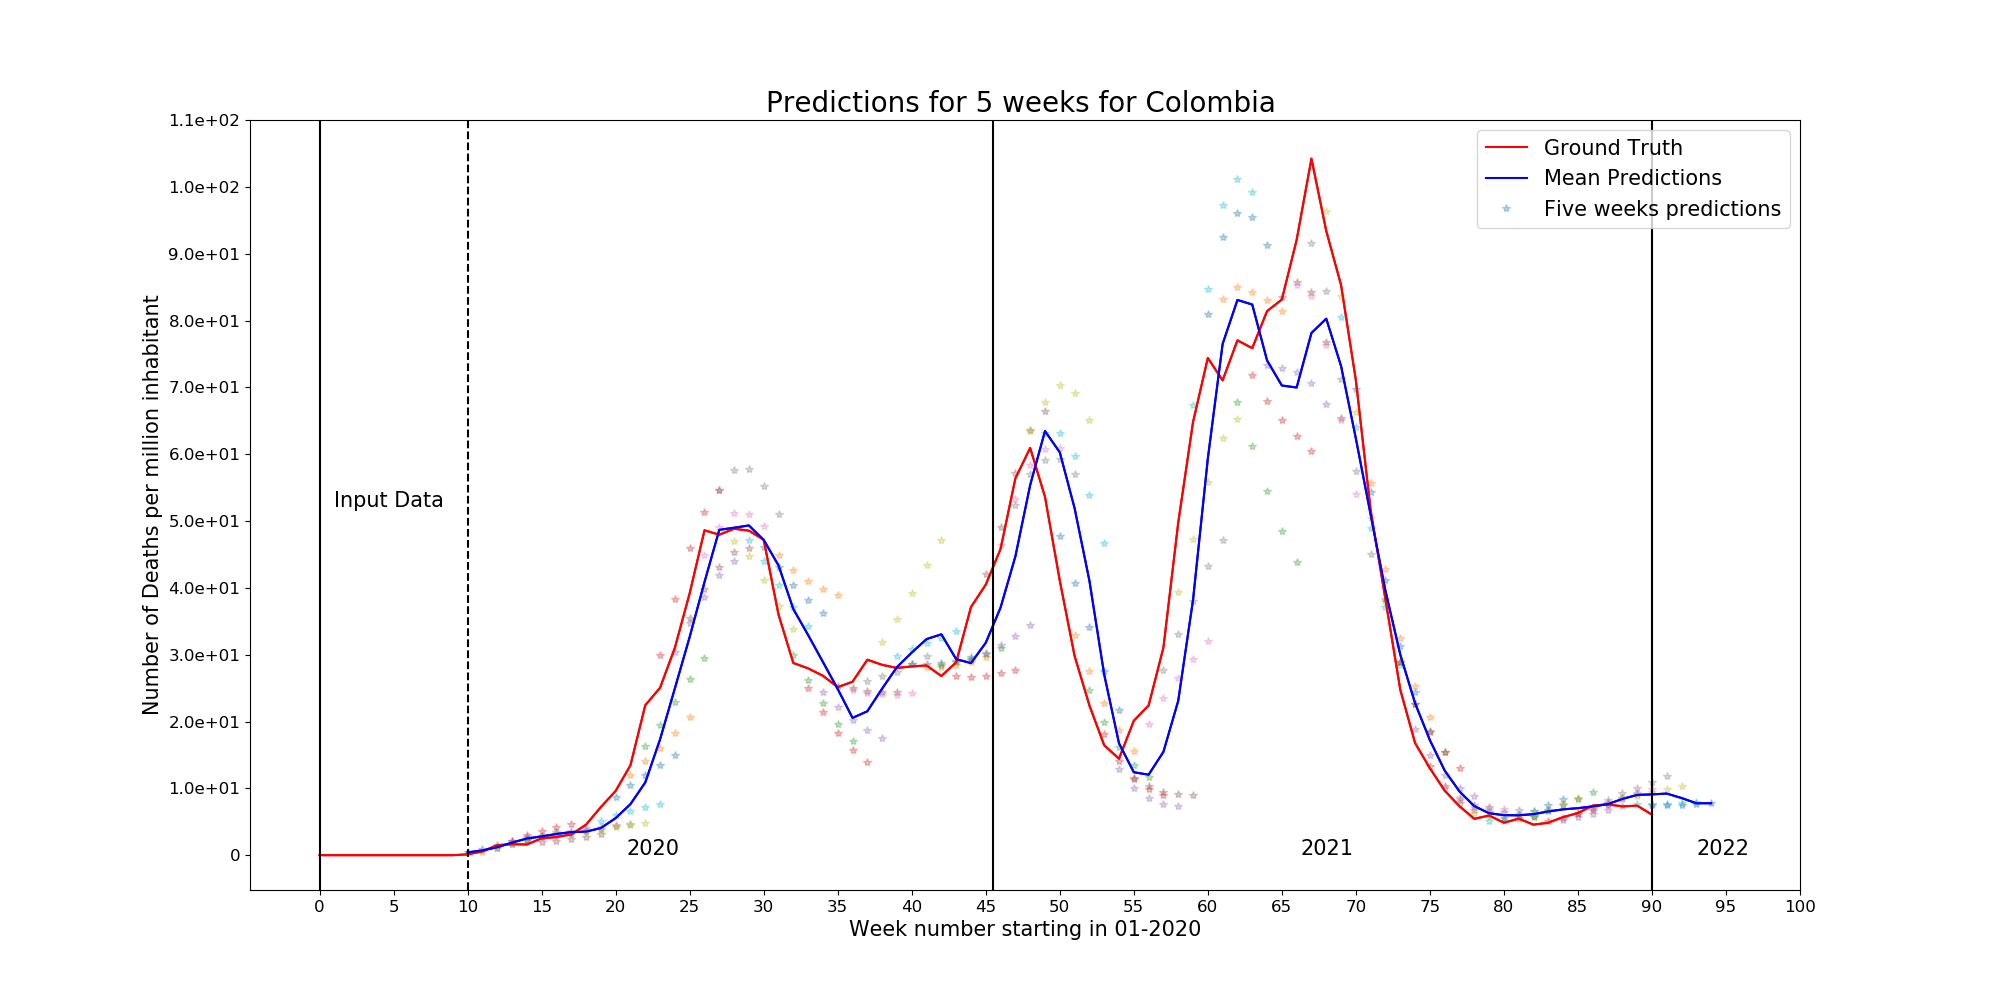 Predictions for 5 weeks for Colombia
1.1e+02
1.0e+02
9.0e+01
8.0e+01
7.0e+01
6.0e+01
5.0e+01
4.0e+01
3.0e+01
2.0e+01
1.0e+01
0
Number of Deaths per million inhabitant
Ground Truth
Mean Predictions
Five weeks predictions
Input Data
2020
2021
2022
0 5 10 15 20 25 30 35 40 45 50 55 60 65 70 75 80 85 90 95 100
Week number starting in 01-2020